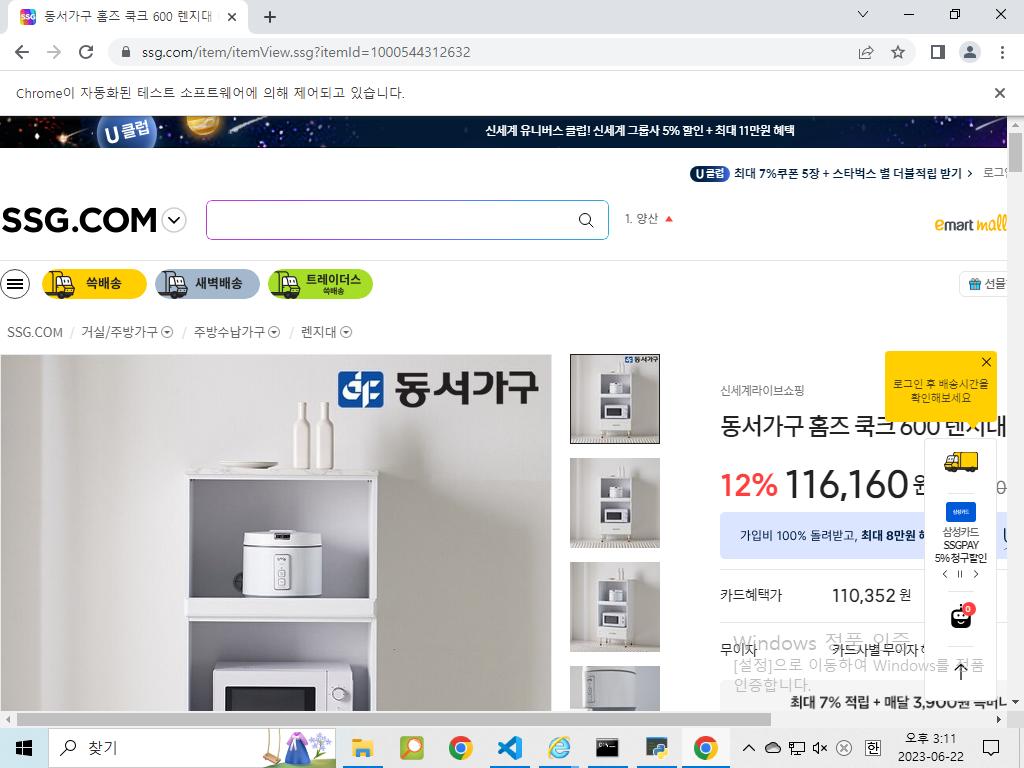 동서가구 홈즈 쿡크 600 렌지대
ssg.com/item/itemView.ssg?itemId=1000544312632
Chrome이 자동화된 테스트 소프트웨어에 의해 제어되고 있습니다.
U 클럽
신세계 유니버스 클럽! 신세계 그룹사 5% 할인 + 최대 11만원 혜택
U 클럽 최대 7%쿠폰 5장 + 스타벅스 별 더블적립 받기 >
SSG.COM
1. 양산
emart mall
쓱배송
새벽배송
트레이더스
쓱배송
선물
SSG.COM / 거실/주방가구 / 주방수납가구 / 렌지대
동서가구
동서가구
로그인 후 배송시간을
확인해보세요
신세계라이브쇼핑
동서가구 홈즈 쿡크 600 렌지대
12% 116,160 원
가입비 100% 돌려받고, 최대 8만원
삼성카드
삼성카드
SSGPAY
5% 청구할인
카드혜택가 110,352 원
0
무이자 카드사별 무이자
Windows 정품 인증
[설정]으로 이동하여 Windows를 정품
인증합니다.
최대 7% 적립 + 매달 3,900원
찾기
한
오후 3:11
2023-06-22